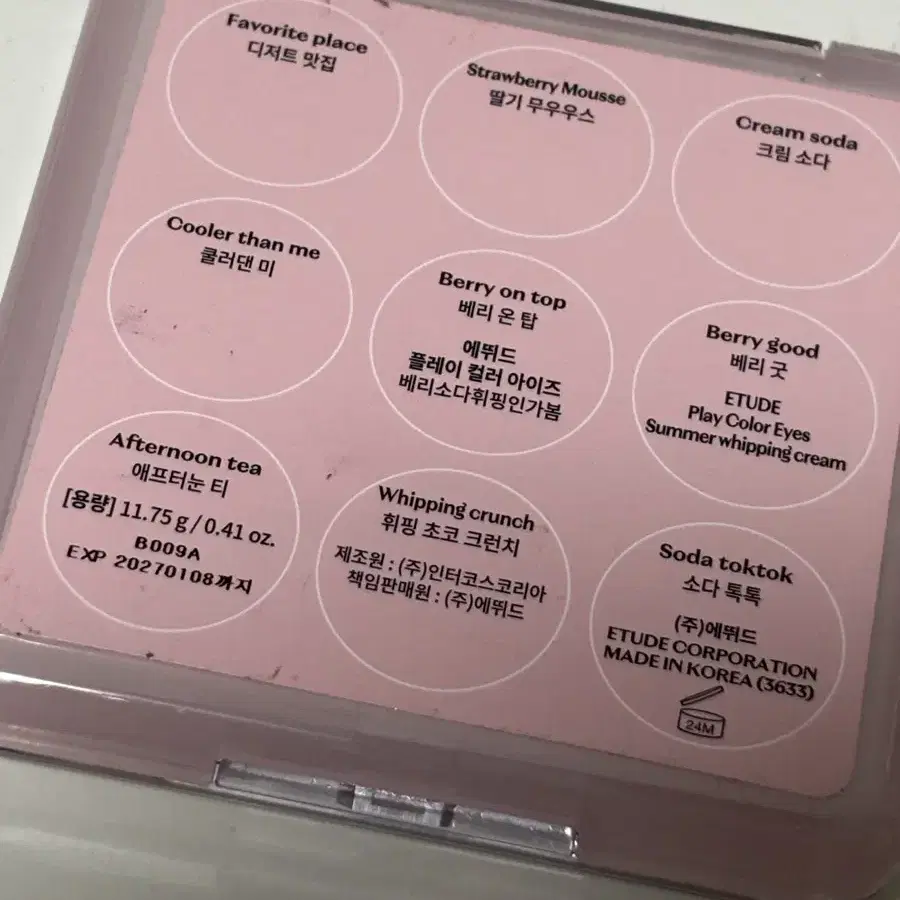 Favorite place
디저트 맛집
Strawberry Mousse
딸기 무우우스
Cream soda
크림 소다
Cooler than me
쿨러댄 미
Berry on top
베리 온 탑
에뛰드
플레이 컬러 아이즈
베리소다휘핑인가봄
Berry good
베리 굿
ETUDE
Play Color Eyes
Summer whipping cream
Afternoon tea
애프터눈 티
[용량] 11.75 g / 0.41 oz.
B009A
EXP 20270108까지
Whipping crunch
휘핑 초코 크런치
제조원 : (주)인터코스코리아
책임판매원 : (주)에뛰드
Soda toktok
소다 톡톡
(주)에뛰드
ETUDE CORPORATION
MADE IN KOREA (3633)
24M